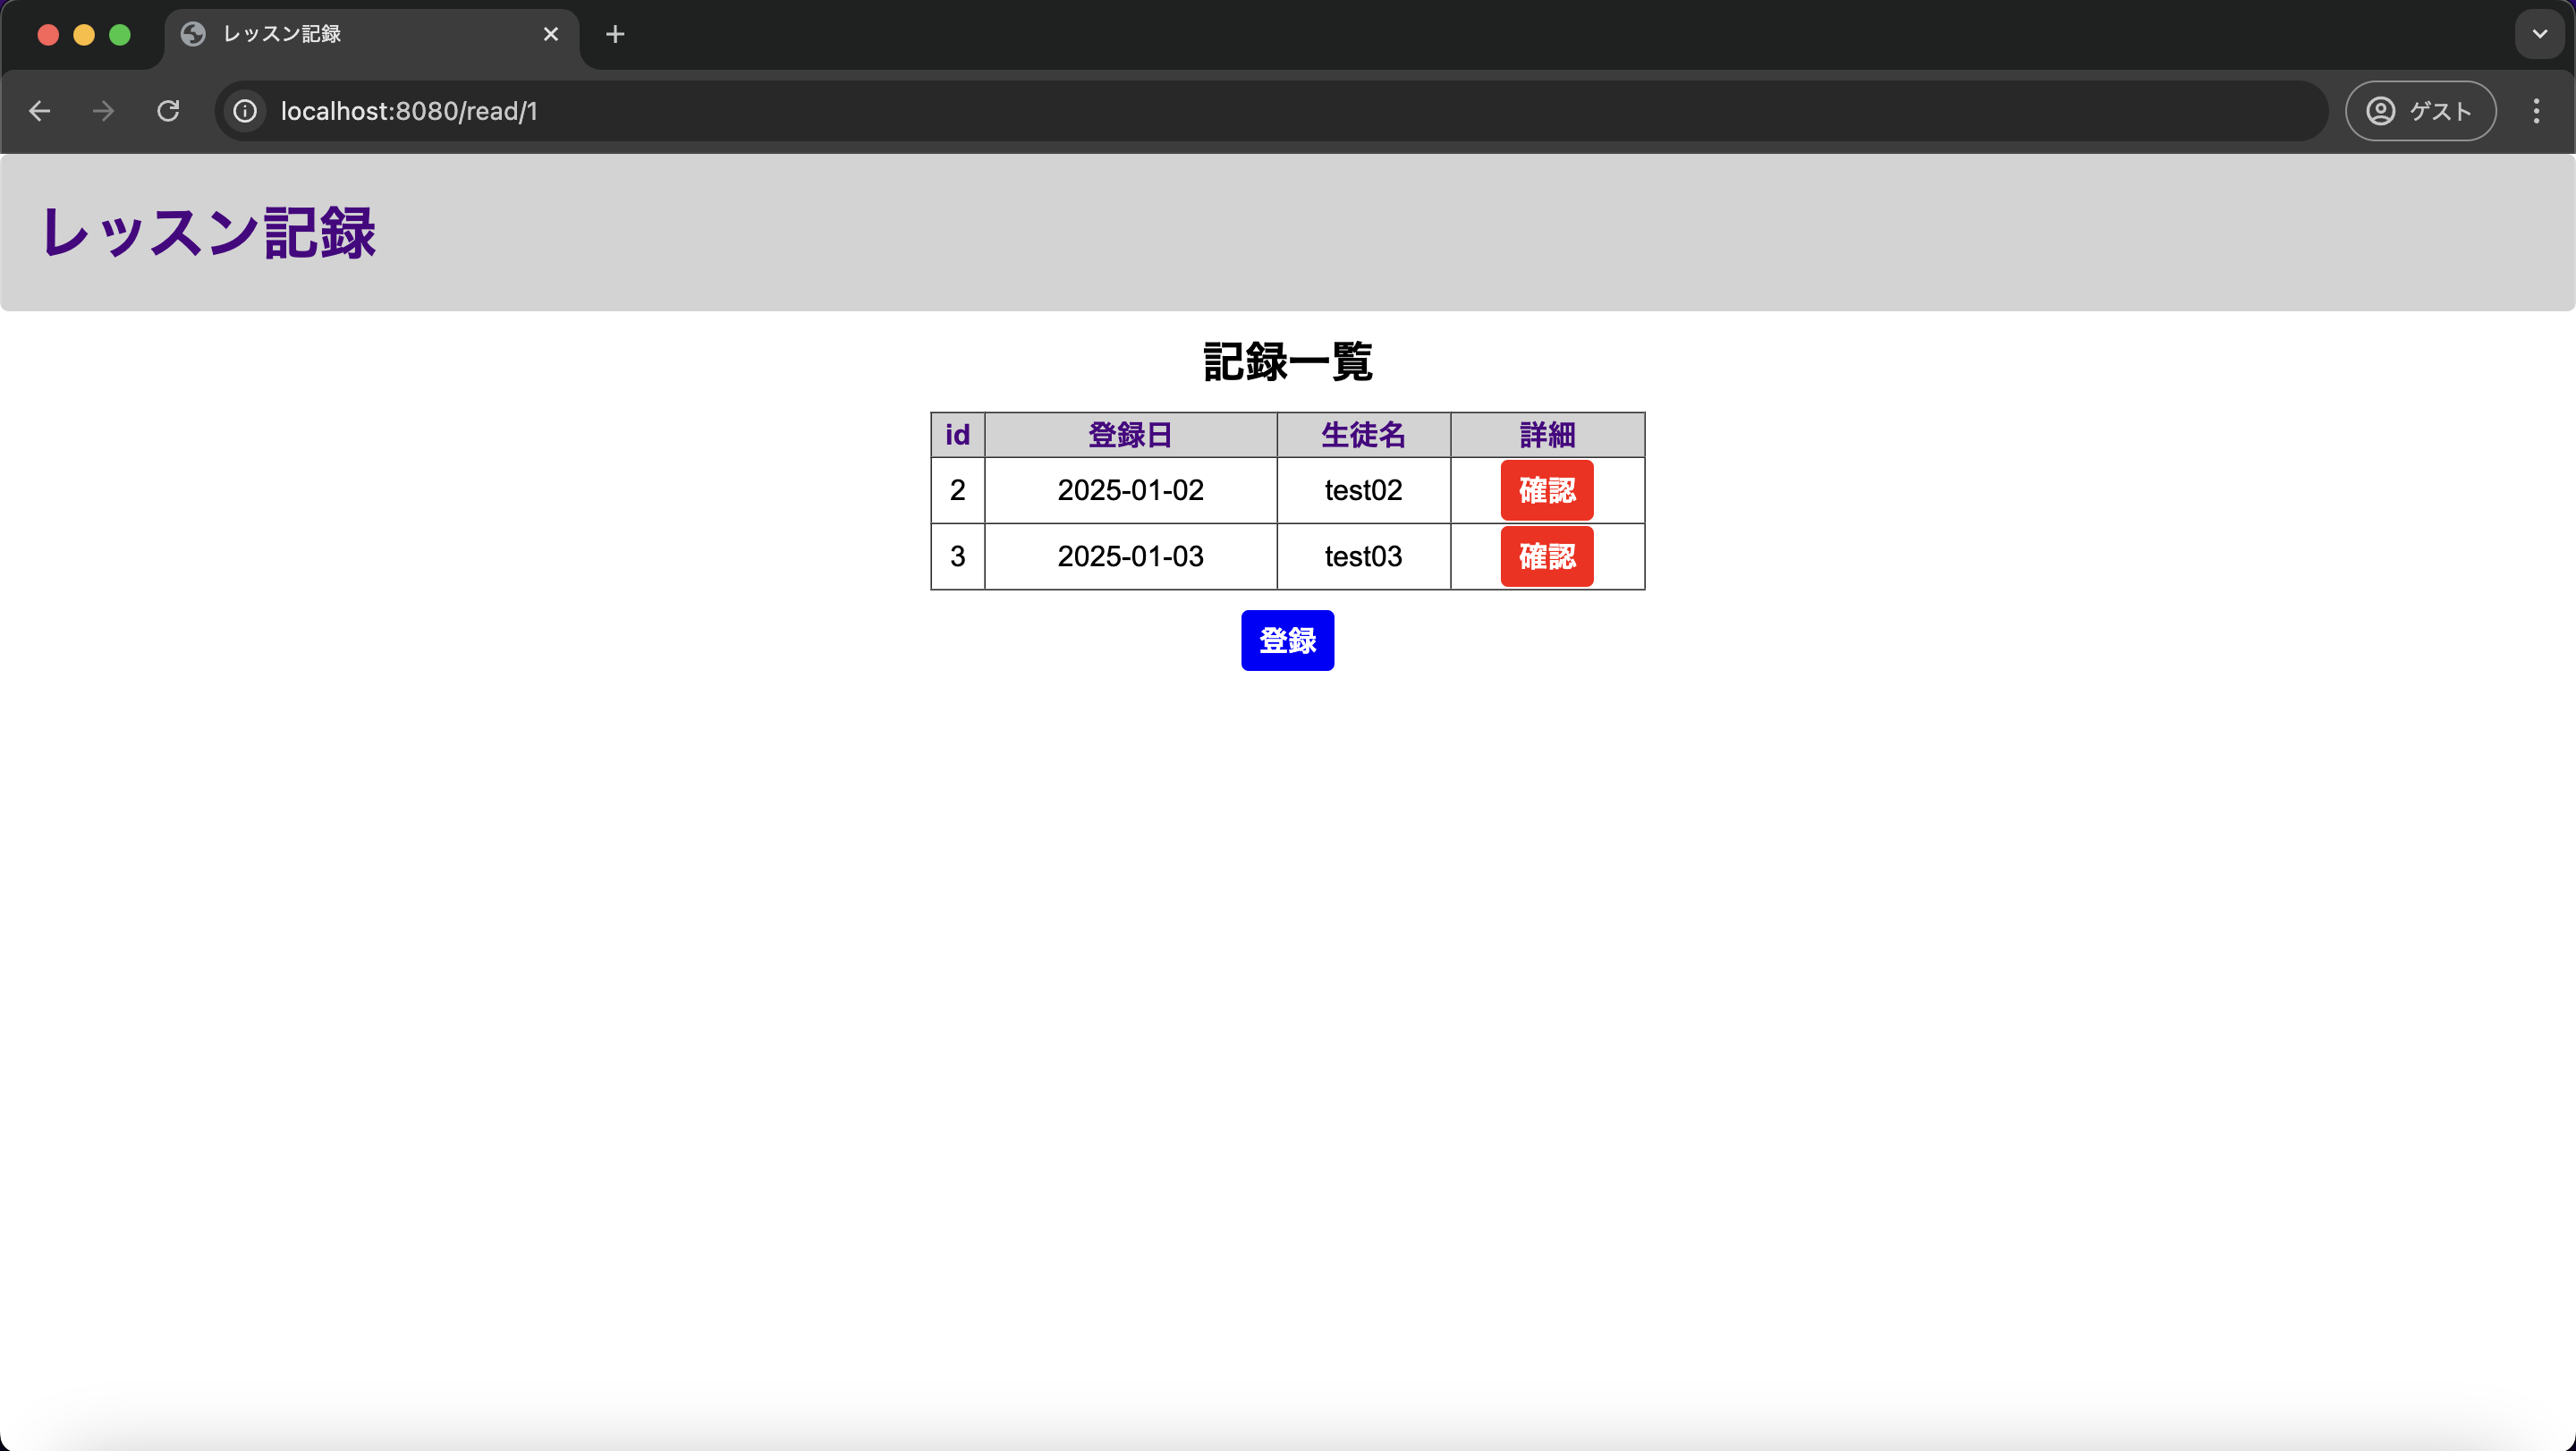 レッスン記録
localhost:8080/read/1
ゲスト
レッスン記録
記録一覧
id 登録日 生徒名 詳細
2 2025-01-02 test02 確認
3 2025-01-03 test03 確認
登録